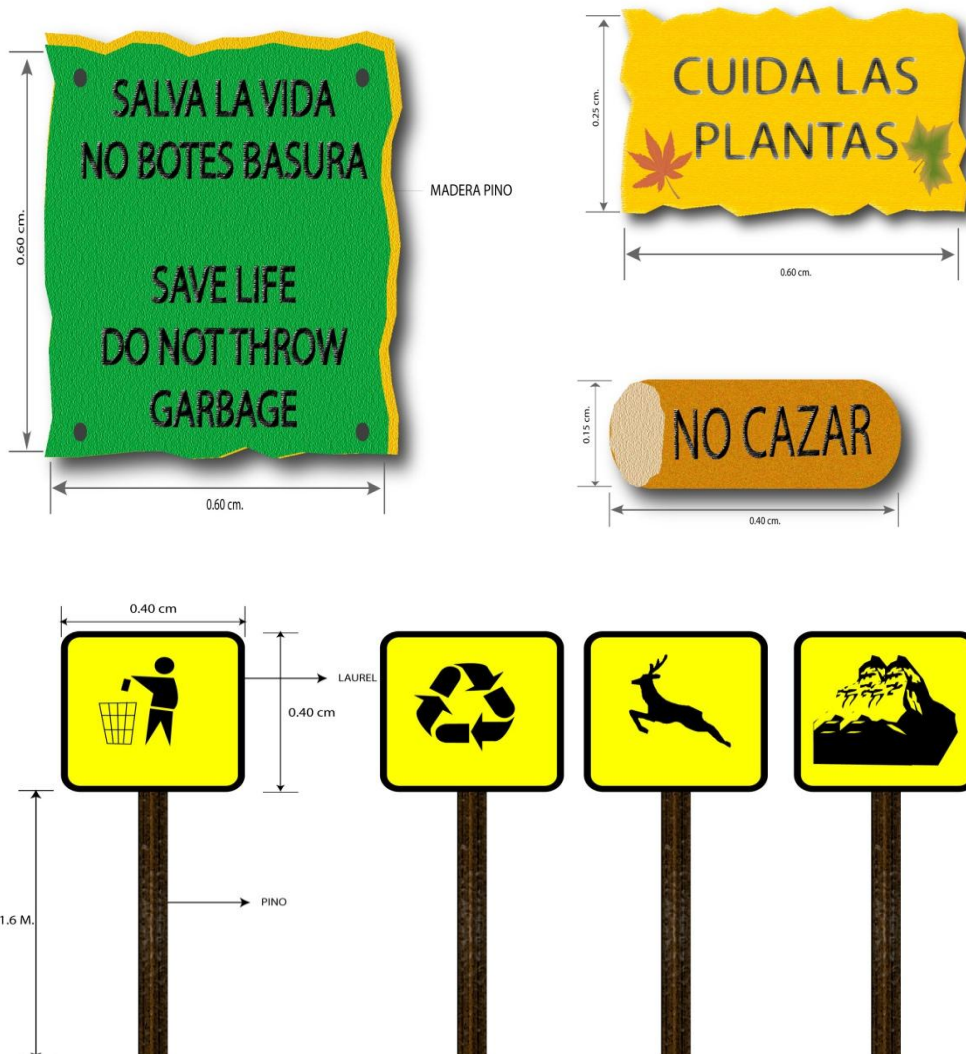 SALVA LA VIDA
NO BOTES BASURA
SAVE LIFE
DO NOT THROW
GARBAGE
0.60 cm.
0.60 cm.
MADERA PINO
CUIDA LAS
PLANTAS
0.25 cm.
0.60 cm.
NO CAZAR
0.15 cm.
0.40 cm.
0.40 cm
0.40 cm
LAUREL
PINO
1.6 M.